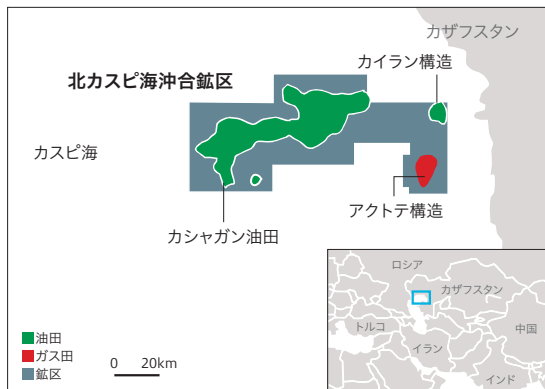 カザフスタン
カイラン構造
北カスピ海沖合鉱区
カスピ海
アクトテ構造
カシャガン油田
油田
ガス田
鉱区
0 20km
ロシア
カザフスタン
中国
トルコ
イラン
インド